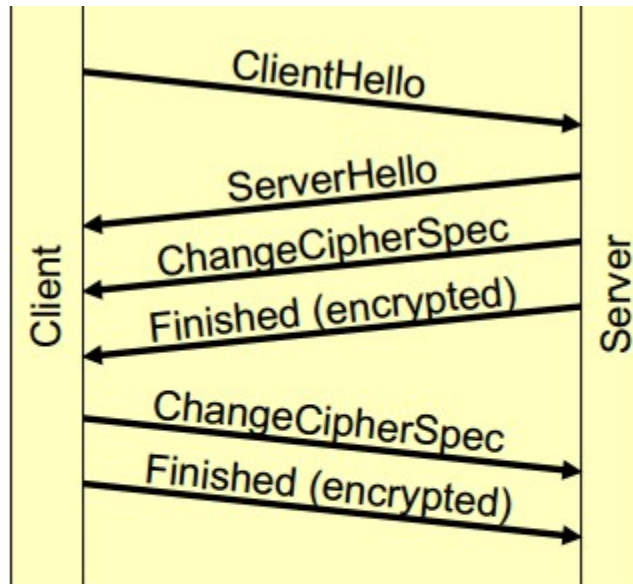 Client
Server
ClientHello
ServerHello
ChangeCipherSpec
Finished (encrypted)
ChangeCipherSpec
Finished (encrypted)